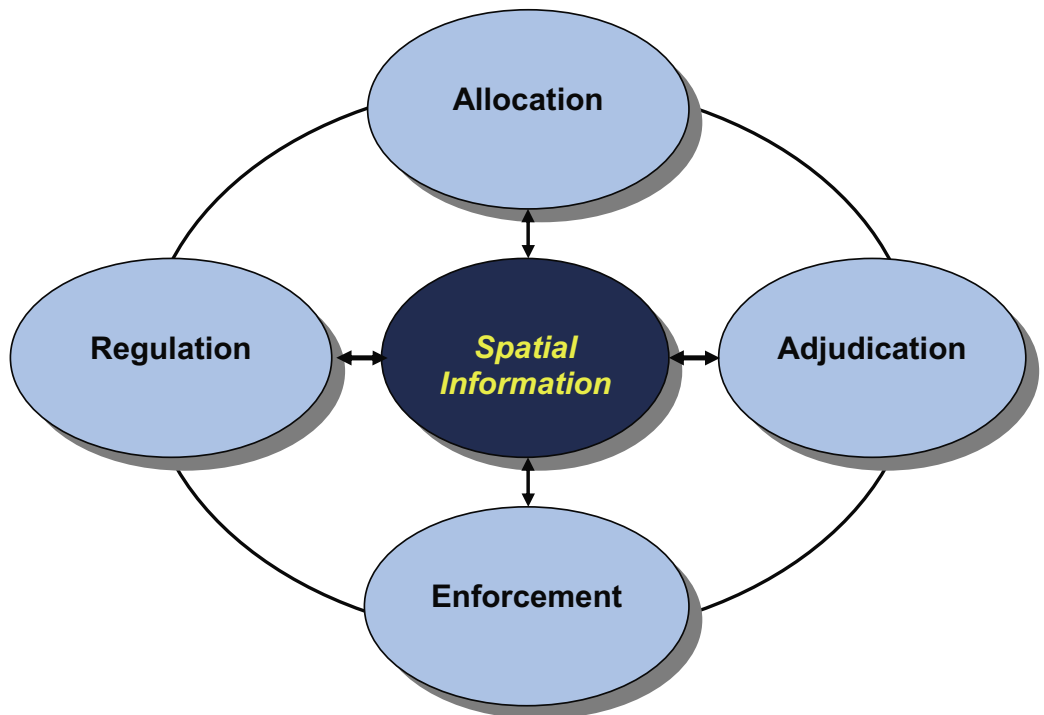 Allocation
Regulation
Spatial
Information
Adjudication
Enforcement